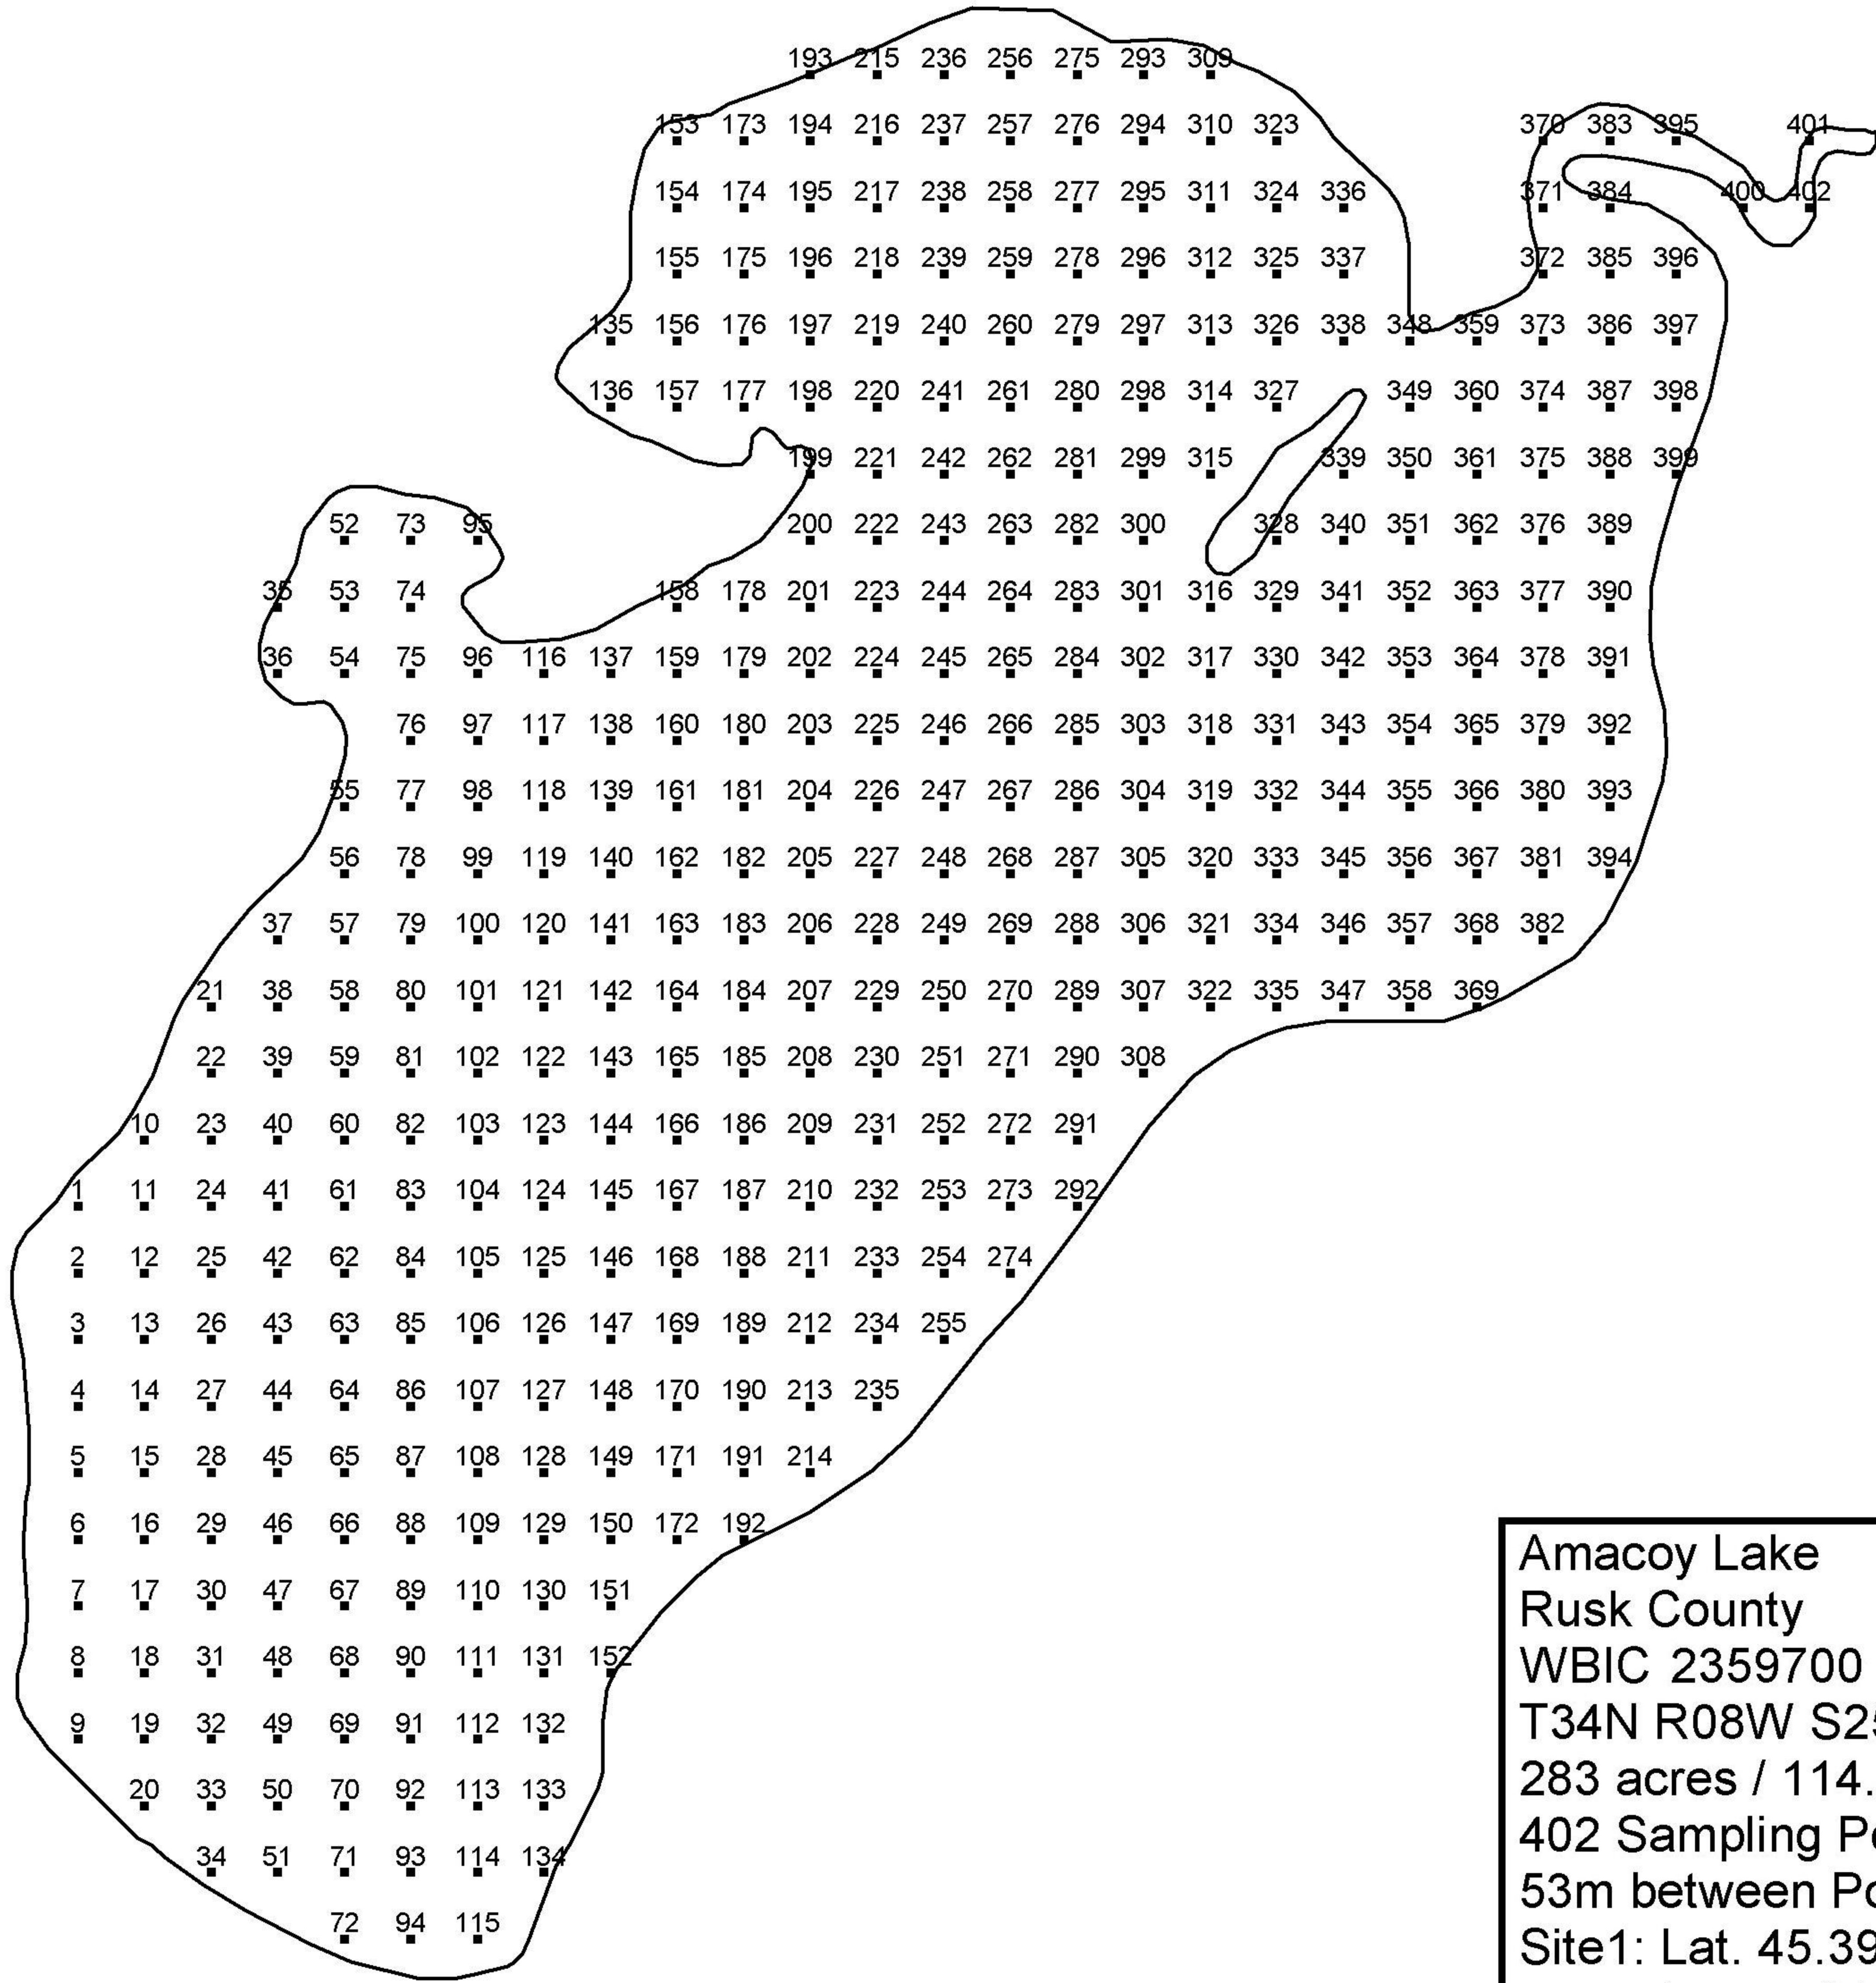 193 215 236 256 275 293 309
153 173 194 216 237 257 276 294 310 323 370 383 395 401
154 174 195 217 238 258 277 295 311 324 336 371 384 400 402
155 175 196 218 239 259 278 296 312 325 337 372 385 396
135 156 176 197 219 240 260 279 297 313 326 338 348 359 373 386 397
136 157 177 198 220 241 261 280 298 314 327 349 360 374 387 398
199 221 242 262 281 299 315 339 350 361 375 388 399
52 73 95 200 222 243 263 282 300 328 340 351 362 376 389
35 53 74 158 178 201 223 244 264 283 301 316 329 341 352 363 377 390
36 54 75 96 116 137 159 179 202 224 245 265 284 302 317 330 342 353 364 378 391
76 97 117 138 160 180 203 225 246 266 285 303 318 331 343 354 365 379 392
55 77 98 118 139 161 181 204 226 247 267 286 304 319 332 344 355 366 380 393
56 78 99 119 140 162 182 205 227 248 268 287 305 320 333 345 356 367 381 394
37 57 79 100 120 141 163 183 206 228 249 269 288 306 321 334 346 357 368 382
21 38 58 80 101 121 142 164 184 207 229 250 270 289 307 322 335 347 358 369
22 39 59 81 102 122 143 165 185 208 230 251 271 290 308
10 23 40 60 82 103 123 144 166 186 209 231 252 272 291
1 11 24 41 61 83 104 124 145 167 187 210 232 253 273 292
2 12 25 42 62 84 105 125 146 168 188 211 233 254 274
3 13 26 43 63 85 106 126 147 169 189 212 234 255
4 14 27 44 64 86 107 127 148 170 190 213 235
5 15 28 45 65 87 108 128 149 171 191 214
6 16 29 46 66 88 109 129 150 172 192
7 17 30 47 67 89 110 130 151
8 18 31 48 68 90 111 131 152
9 19 32 49 69 91 112 132
20 33 50 70 92 113 133
34 51 71 93 114 134
72 94 115
Amacoy Lake
Rusk County
WBIC 2359700
T34N R08W S25
283 acres / 114.
402 Sampling Po
53m between Po
Site1: Lat. 45.39